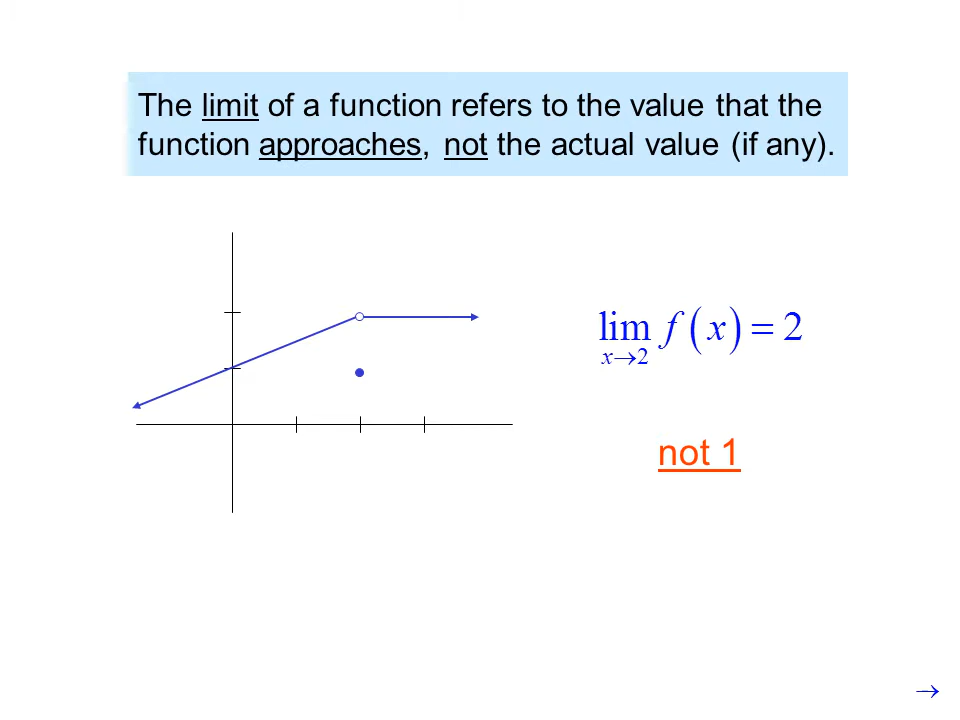 The limit of a function refers to the value that the
function approaches, not the actual value (if any).
lim f (x) = 2
x→2
not 1
→